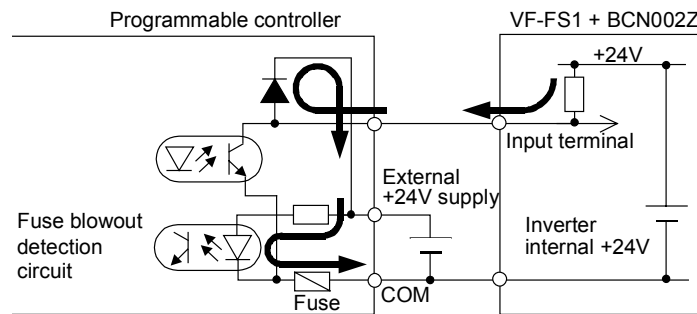 Programmable controller
VF-FS1 + BCN002Z
+24V
Input terminal
External
+24V supply
Fuse blowout
detection
circuit
Inverter
internal +24V
Fuse
COM